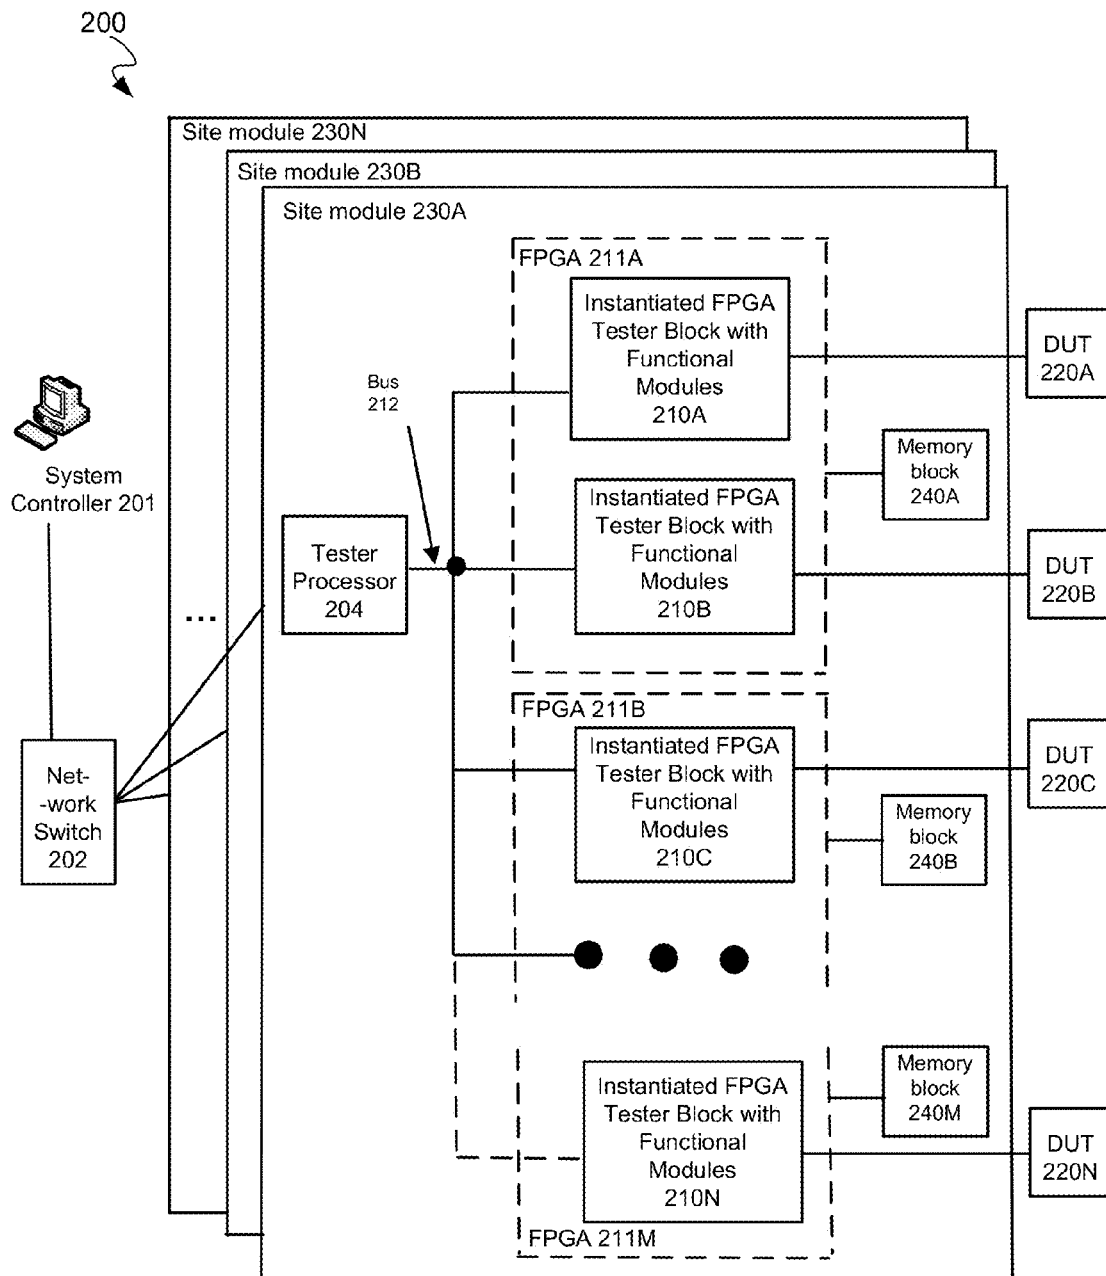 200
Site module 230N
Site module 230B
Site module 230A
FPGA 211A
Instantiated FPGA
Tester Block with
Functional
Modules
210A
DUT
220A
Bus
212
Memory
block
240A
System
Controller 201
Instantiated FPGA
Tester Block with
Functional
Modules
210B
Tester
Processor
204
DUT
220B
...
FPGA 211B
Instantiated FPGA
Tester Block with
Functional
Modules
210C
DUT
220C
Net-
-work
Switch
202
Memory
block
240B
Instantiated FPGA
Tester Block with
Functional
Modules
210N
Memory
block
240M
DUT
220N
FPGA 211M